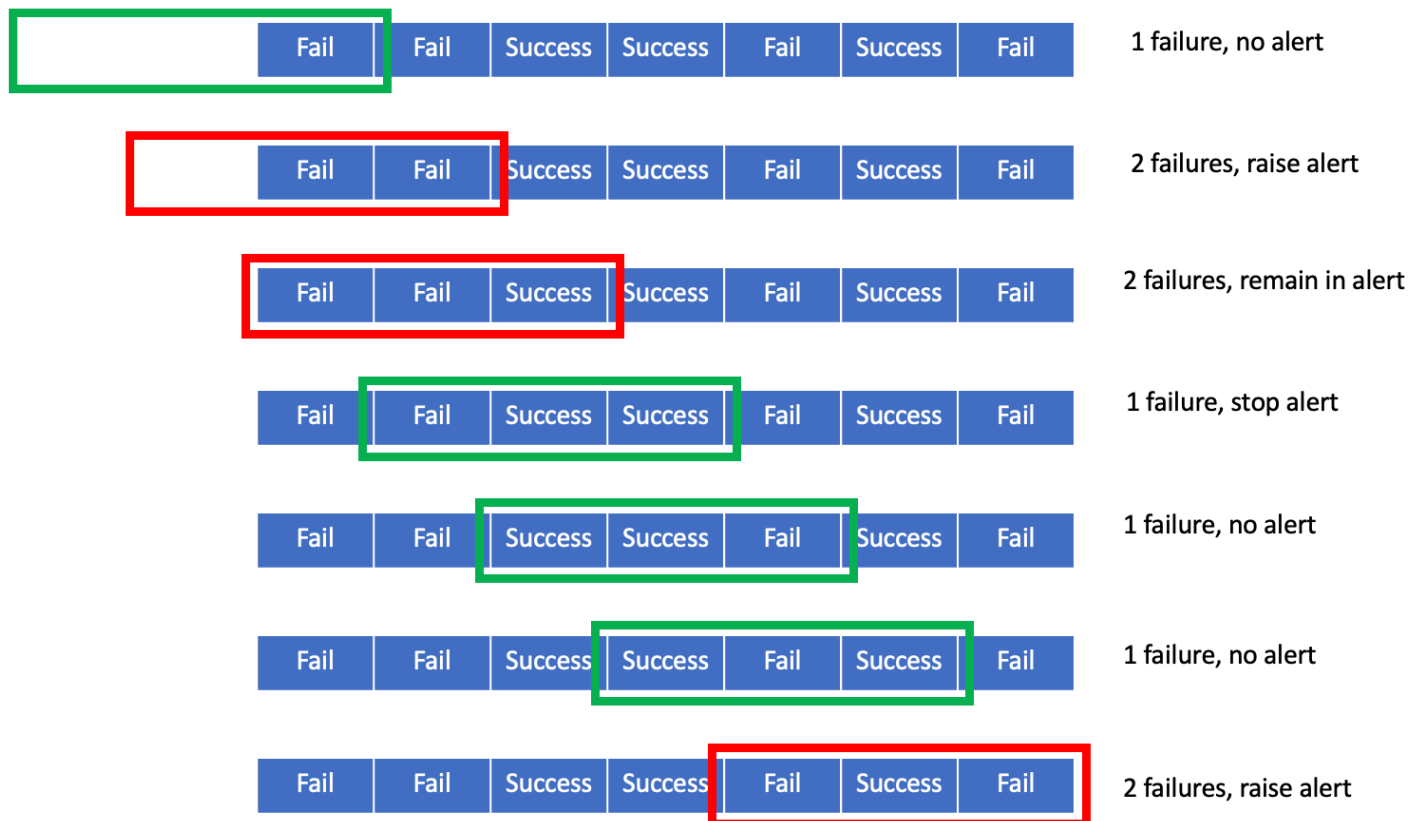 Fail Fail Success Success Fail Success Fail 1 failure, no alert
Fail Fail Success Success Fail Success Fail 2 failures, raise alert
Fail Fail Success Success Fail Success Fail 2 failures, remain in alert
Fail Fail Success Success Fail Success Fail 1 failure, stop alert
Fail Fail Success Success Fail Success Fail 1 failure, no alert
Fail Fail Success Success Fail Success Fail 1 failure, no alert
Fail Fail Success Success Fail Success Fail 2 failures, raise alert